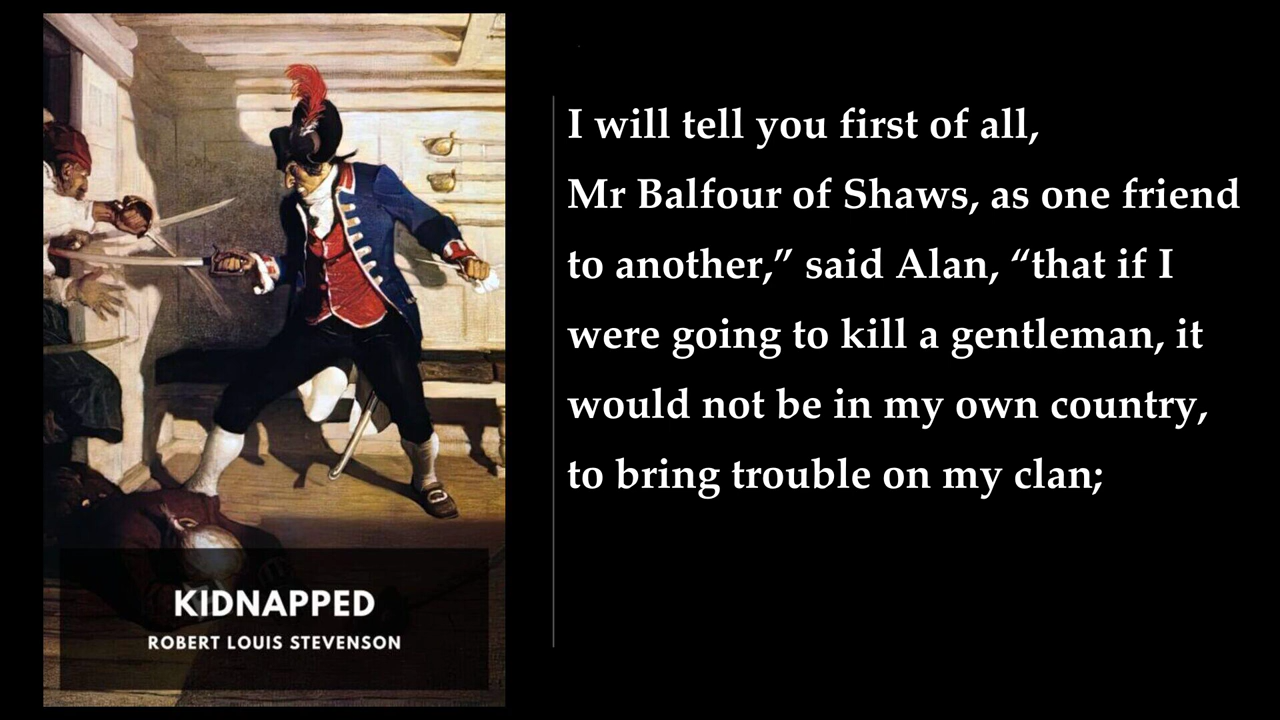 KIDNAPPED
ROBERT LOUIS STEVENSON
I will tell you first of all,
Mr Balfour of Shaws, as one friend
to another,” said Alan, “that if I
were going to kill a gentleman, it
would not be in my own country,
to bring trouble on my clan;